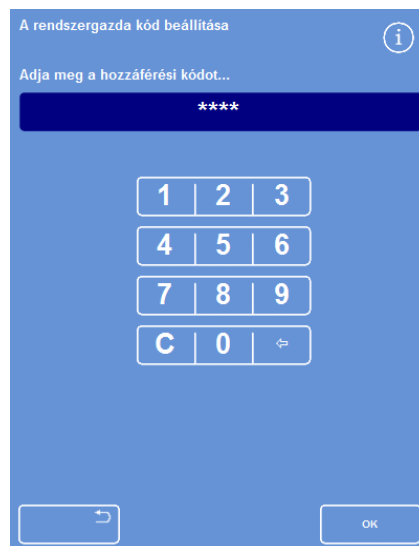 A rendszergazda kód beállítása
i
Adja meg a hozzáférési kódot...
****
1 2 3
4 5 6
7 8 9
C 0
OK